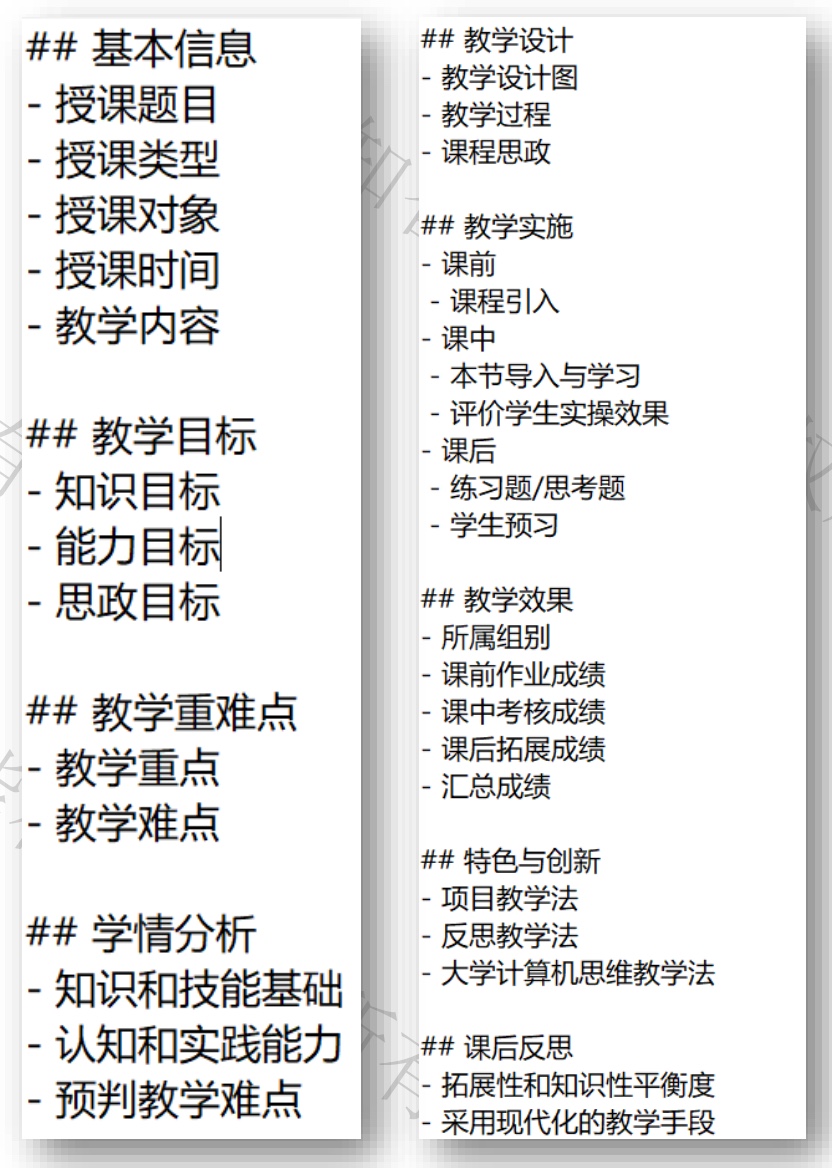 ## 基本信息
- 授课题目
- 授课类型
- 授课对象
- 授课时间
- 教学内容

## 教学目标
- 知识目标
- 能力目标
- 思政目标

## 教学重难点
- 教学重点
- 教学难点

## 学情分析
- 知识和技能基础
- 认知和实践能力
- 预判教学难点

## 教学设计
- 教学设计图
- 教学过程
- 课程思政

## 教学实施
- 课前
 - 课程引入
- 课中
 - 本节导入与学习
 - 评价学生实操效果
- 课后
 - 练习题/思考题
 - 学生预习

## 教学效果
- 所属组别
- 课前作业成绩
- 课中考核成绩
- 课后拓展成绩
- 汇总成绩

## 特色与创新
- 项目教学法
- 反思教学法
- 大学计算机思维教学法

## 课后反思
- 拓展性和知识性平衡度
- 采用现代化的教学手段